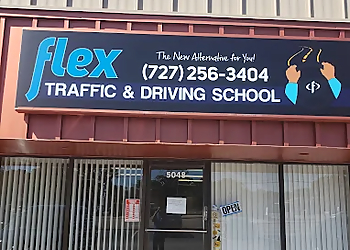 flex
The New Alternative for You!
(727) 256-3404
TRAFFIC & DRIVING SCHOOL
5048
OPEN